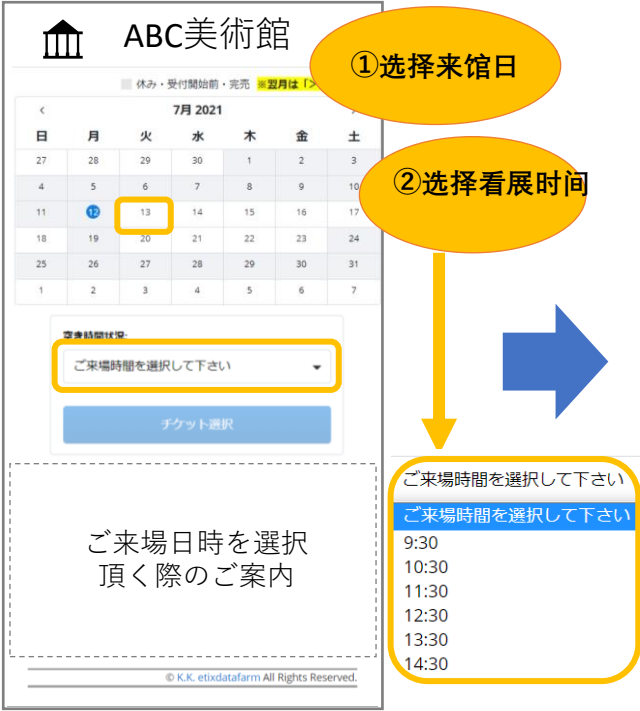 ABC美術館
①选择来馆日
休み・受付開始前・完売 ※翌月は「＞
‹ 7月 2021
日 月 火 水 木 金 土
27 28 29 30 1 2 3
4 5 6 7 8 9 10
②选择看展时间
11 12 13 14 15 16 17
18 19 20 21 22 23 24
25 26 27 28 29 30 31
1 2 3 4 5 6 7
空き時間状況:
ご来場時間を選択して下さい
チケット選択
ご来場時間を選択して下さい
ご来場時間を選択して下さい
9:30
10:30
11:30
12:30
13:30
14:30
ご来場日時を選択
頂く際のご案内
© K.K. etixdatafarm All Rights Reserved.